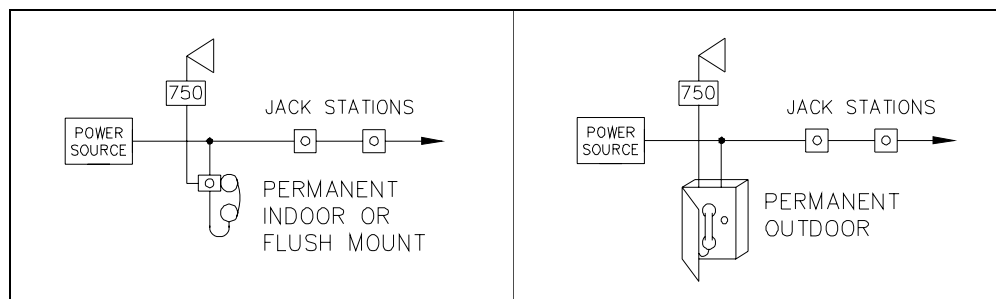 750
JACK STATIONS
POWER
SOURCE
PERMANENT
INDOOR OR
FLUSH MOUNT
750
JACK STATIONS
POWER
SOURCE
PERMANENT
OUTDOOR